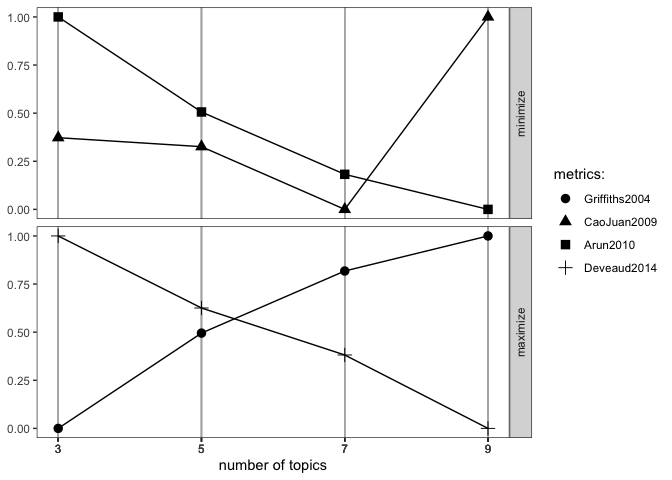 1.00
0.75
0.50
0.25
0.00
minimize
1.00
0.75
0.50
0.25
0.00
maximize
3 5 7 9
number of topics
metrics:
Griffiths2004
CaoJuan2009
Arun2010
Deveaud2014